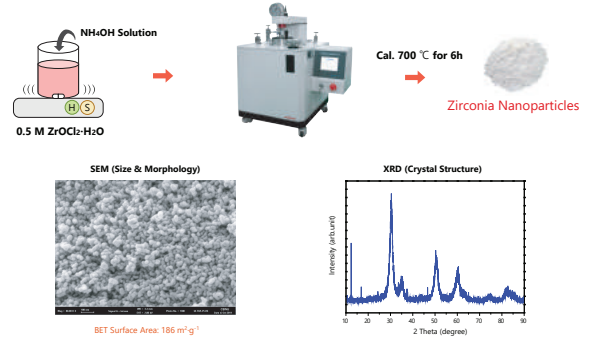 NH4OH Solution
Cal. 700 ℃ for 6h
H S
0.5 M ZrOCl2·H2O
Zirconia Nanoparticles
SEM (Size & Morphology)
XRD (Crystal Structure)
Intensity (arb.unit)
10 20 30 40 50 60 70 80 90
2 Theta (degree)
BET Surface Area: 186 m²·g⁻¹